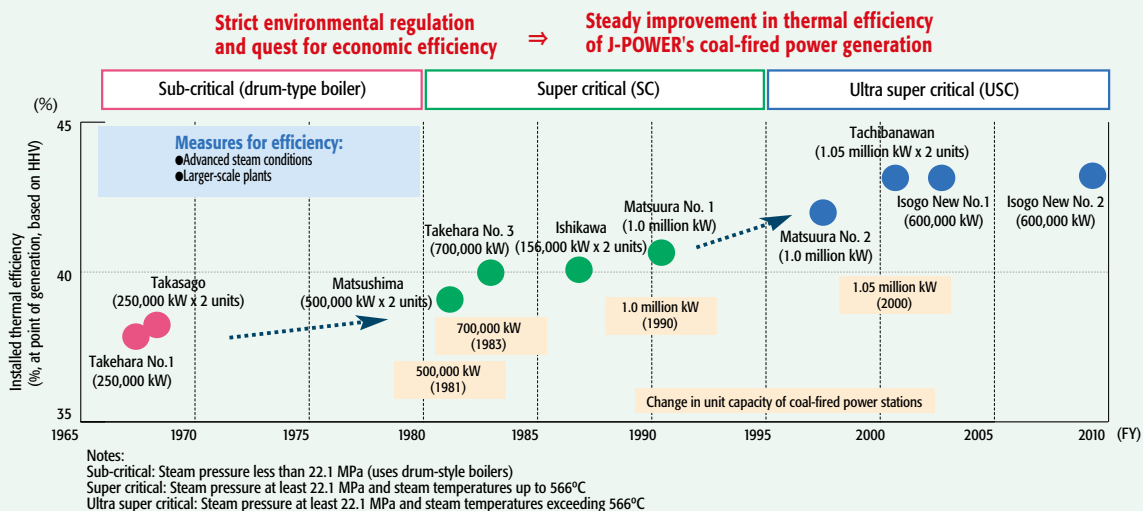 Strict environmental regulation
and quest for economic efficiency
⇒
Steady improvement in thermal efficiency
of J-POWER's coal-fired power generation
Sub-critical (drum-type boiler)
Super critical (SC)
Ultra super critical (USC)
(%)
45
40
35
Installed thermal efficiency
(%, at point of generation, based on HHV)
Measures for efficiency:
●Advanced steam conditions
●Larger-scale plants
Takasago
(250,000 kW x 2 units)
Takehara No.1
(250,000 kW)
Matsushima
(500,000 kW x 2 units)
Takehara No. 3
(700,000 kW)
Ishikawa
(156,000 kW x 2 units)
Matsuura No. 1
(1.0 million kW)
Tachibanawan
(1.05 million kW x 2 units)
Matsuura No. 2
(1.0 million kW)
Isogo New No.1
(600,000 kW)
Isogo New No. 2
(600,000 kW)
500,000 kW
(1981)
700,000 kW
(1983)
1.0 million kW
(1990)
1.05 million kW
(2000)
Change in unit capacity of coal-fired power stations
1965 1970 1975 1980 1985 1990 1995 2000 2005 2010 (FY)
Notes:
Sub-critical: Steam pressure less than 22.1 MPa (uses drum-style boilers)
Super critical: Steam pressure at least 22.1 MPa and steam temperatures up to 566ºC
Ultra super critical: Steam pressure at least 22.1 MPa and steam temperatures exceeding 566ºC